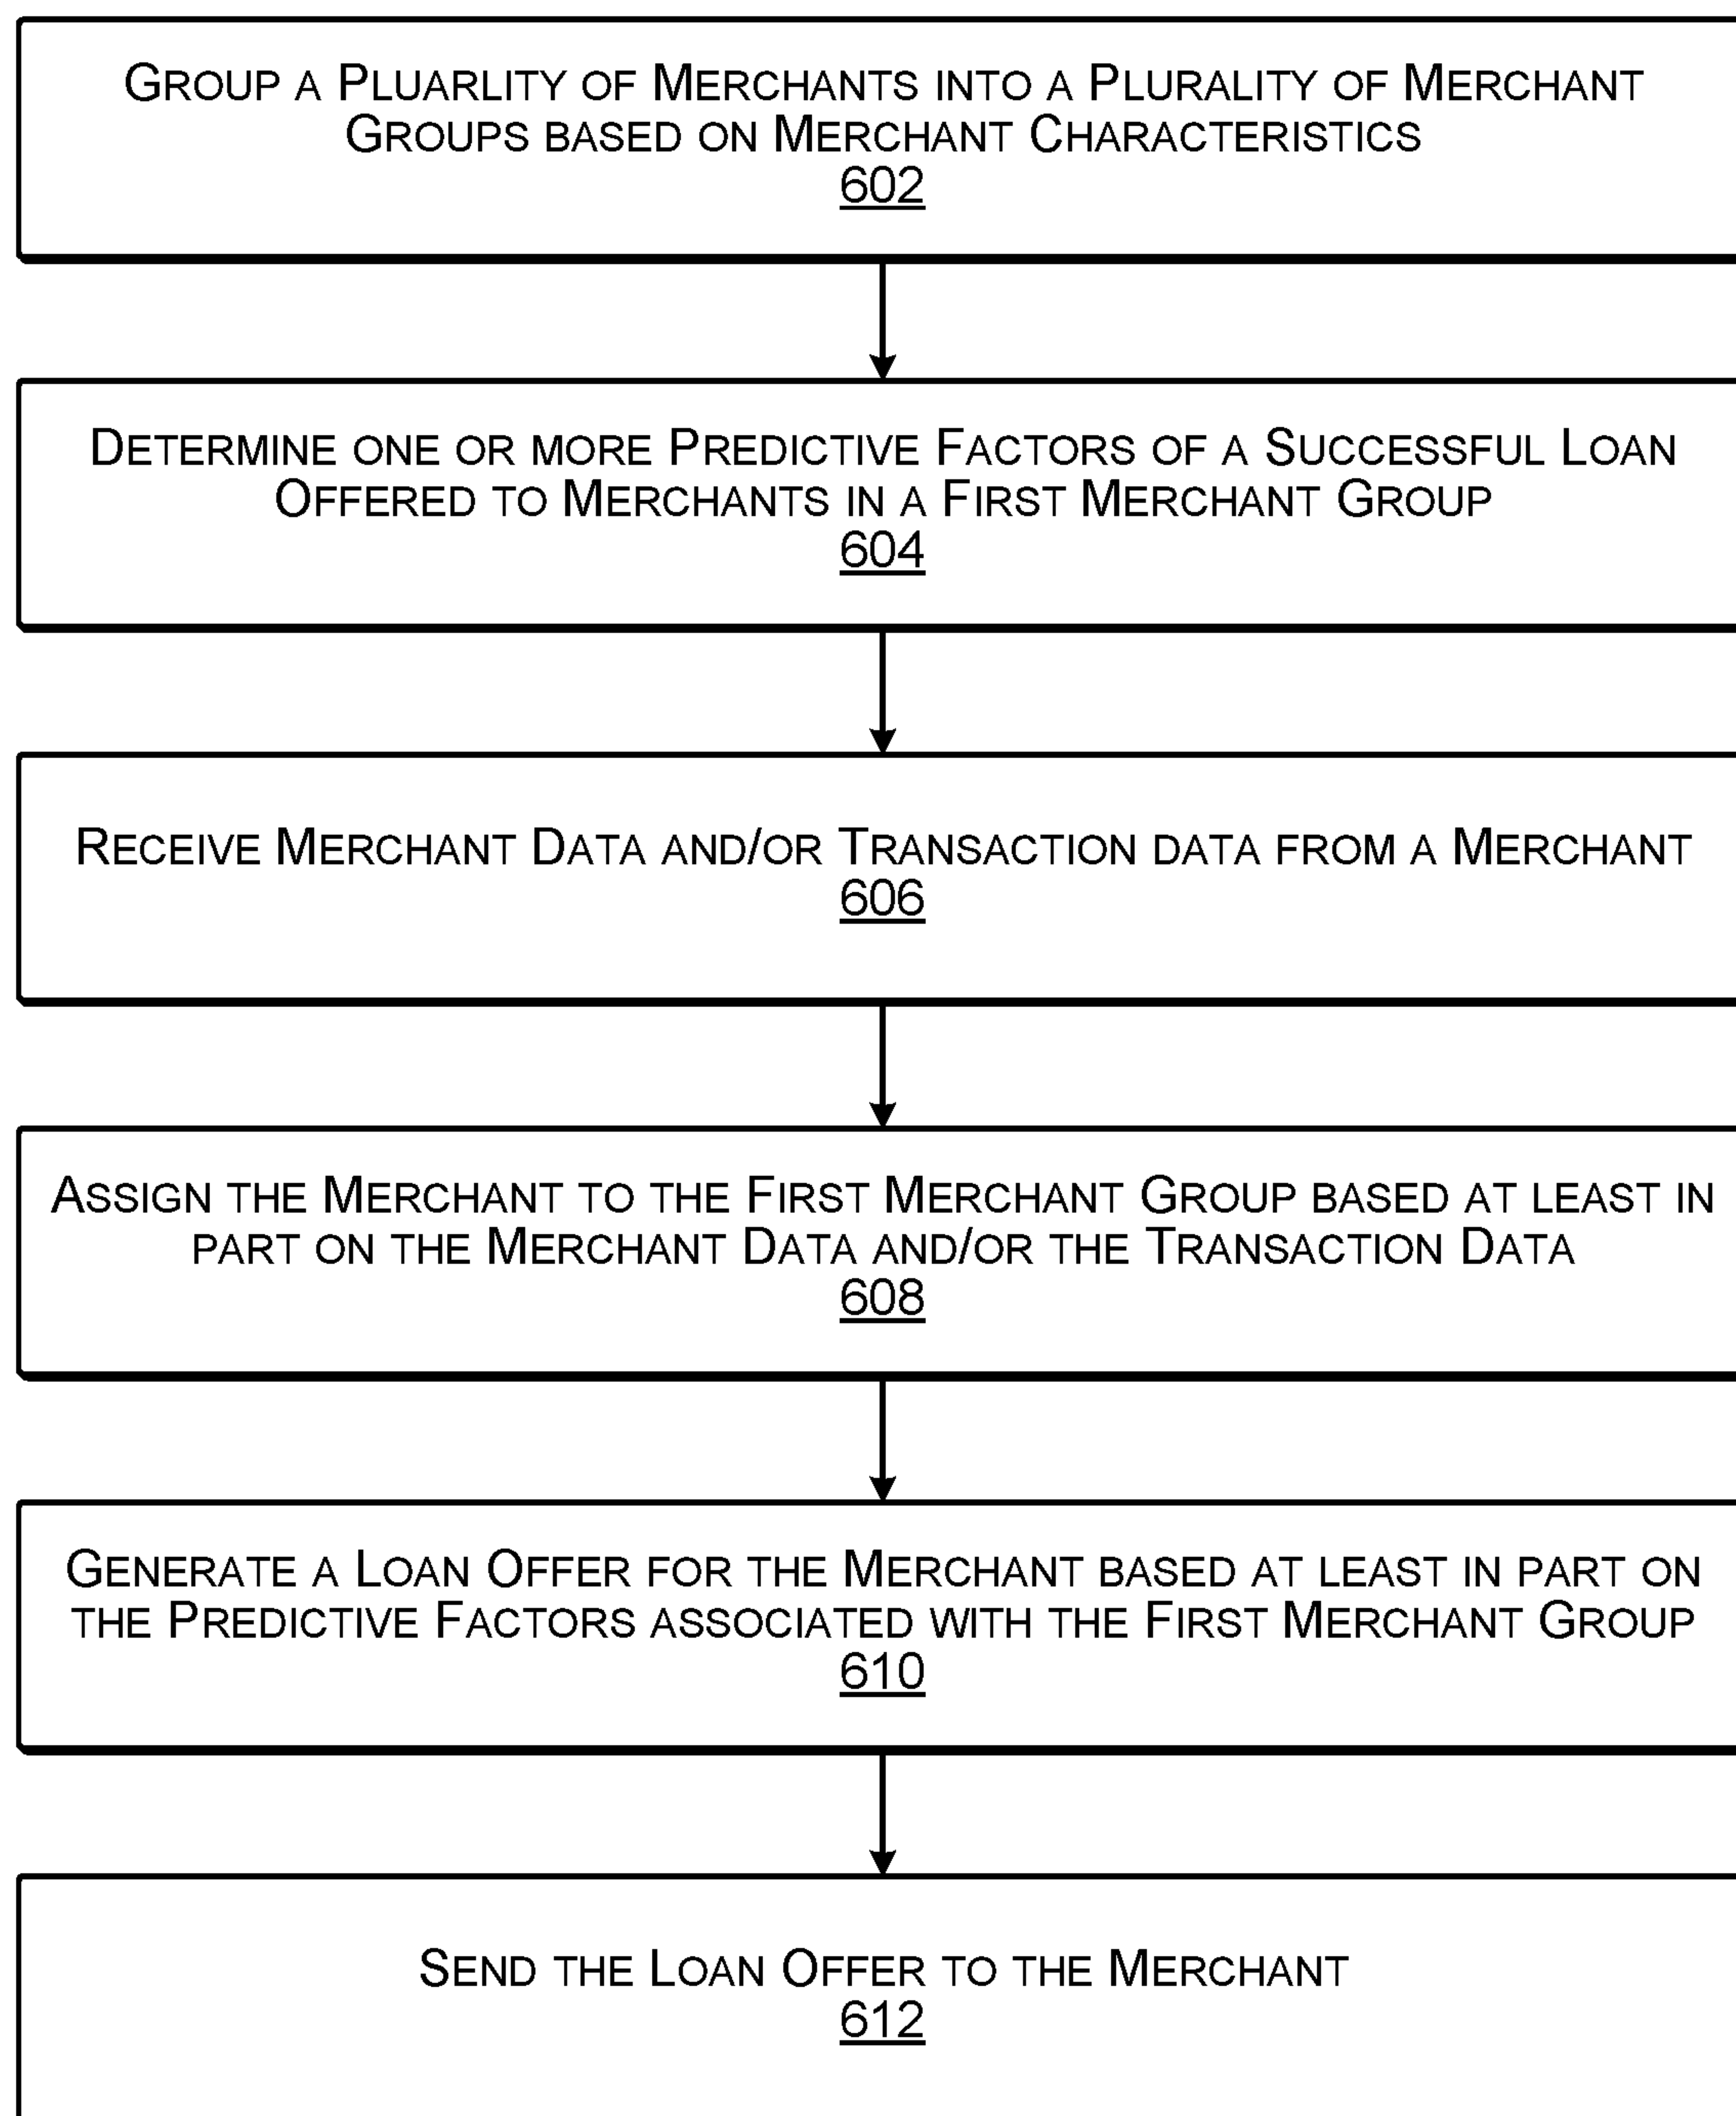 GROUP A PLUARLITY OF MERCHANTS INTO A PLURALITY OF MERCHANT
GROUPS BASED ON MERCHANT CHARACTERISTICS
602
DETERMINE ONE OR MORE PREDICTIVE FACTORS OF A SUCCESSFUL LOAN
OFFERED TO MERCHANTS IN A FIRST MERCHANT GROUP
604
RECEIVE MERCHANT DATA AND/OR TRANSACTION DATA FROM A MERCHANT
606
ASSIGN THE MERCHANT TO THE FIRST MERCHANT GROUP BASED AT LEAST IN
PART ON THE MERCHANT DATA AND/OR THE TRANSACTION DATA
608
GENERATE A LOAN OFFER FOR THE MERCHANT BASED AT LEAST IN PART ON
THE PREDICTIVE FACTORS ASSOCIATED WITH THE FIRST MERCHANT GROUP
610
SEND THE LOAN OFFER TO THE MERCHANT
612